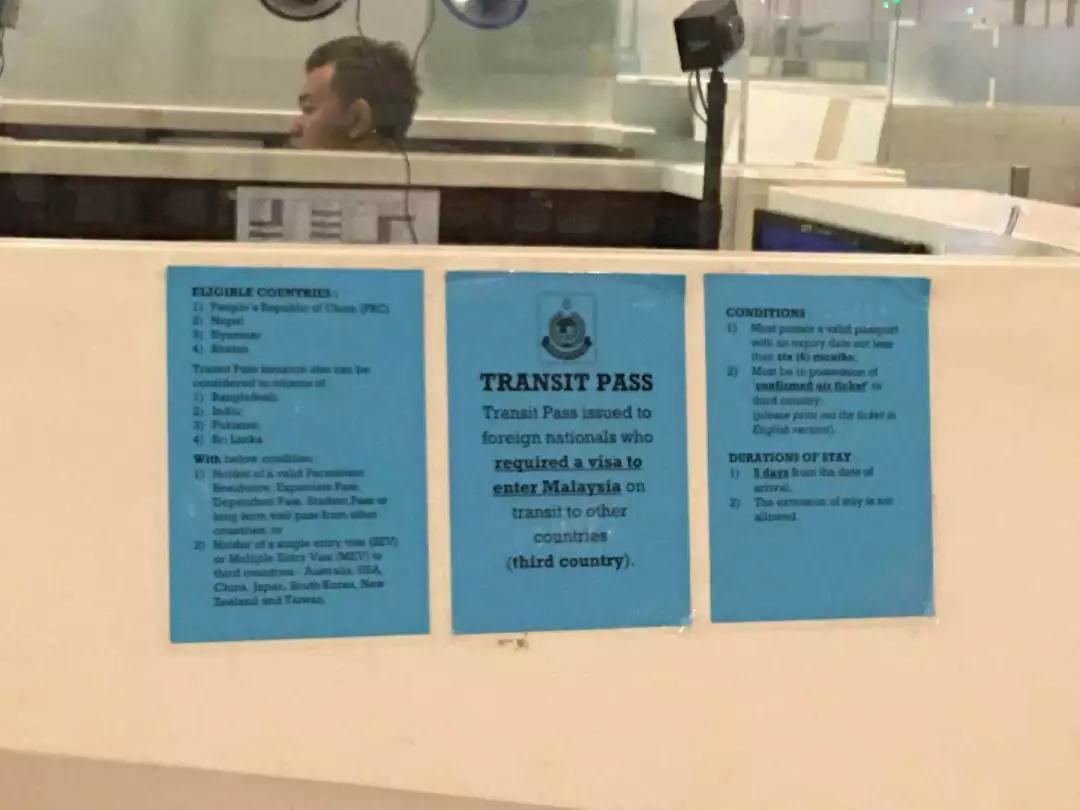 ELIGIBLE COUNTRIES :
1) People's Republic of China (PRC)
2) Nepal
3) Myanmar
4) Bhutan
Transit Pass issuance also can be
considered to citizens of
1) Bangladesh
2) India
3) Pakistan
4) Sri Lanka
With below condition
1) Holder of a valid Permanent
Residence, Expatriate Pass,
Dependent Pass, Student Pass or
long term visit pass from other
countries; or
2) Holder of a single entry visa (SEV)
or Multiple Entry Visa (MEV) to
third countries Australia, USA,
China, Japan, South Korea, New
Zealand and Taiwan.
TRANSIT PASS
Transit Pass issued to
foreign nationals who
required a visa to
enter Malaysia on
transit to other
countries
(third country).
CONDITIONS
1) Must possess a valid passport
with an expiry date not less
than six (6) months.
2) Must be in possession of
'confirmed air ticket' to
third country.
(please print out the ticket in
English version).
DURATIONS OF STAY
1) 5 days from the date of
arrival.
2) The extension of stay is not
allowed.